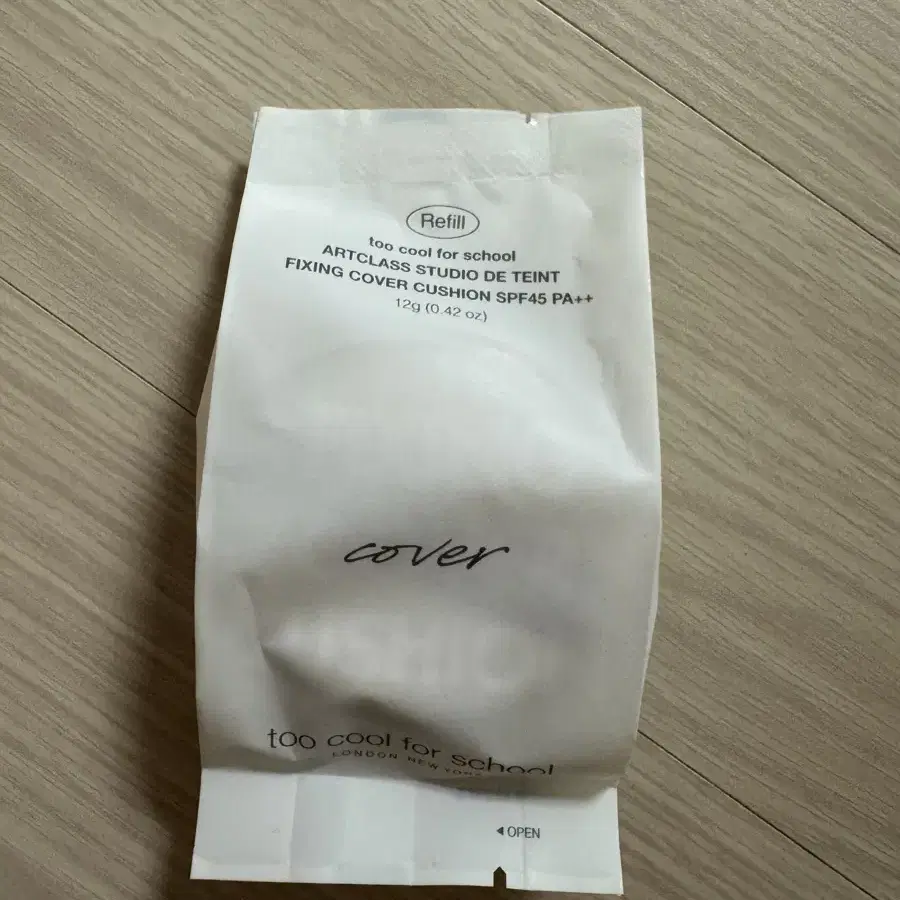 Refill
too cool for school
ARTCLASS STUDIO DE TEINT
FIXING COVER CUSHION SPF45 PA++
12g (0.42 oz)
cover
too cool for school
LONDON NEW YORK
◄ OPEN